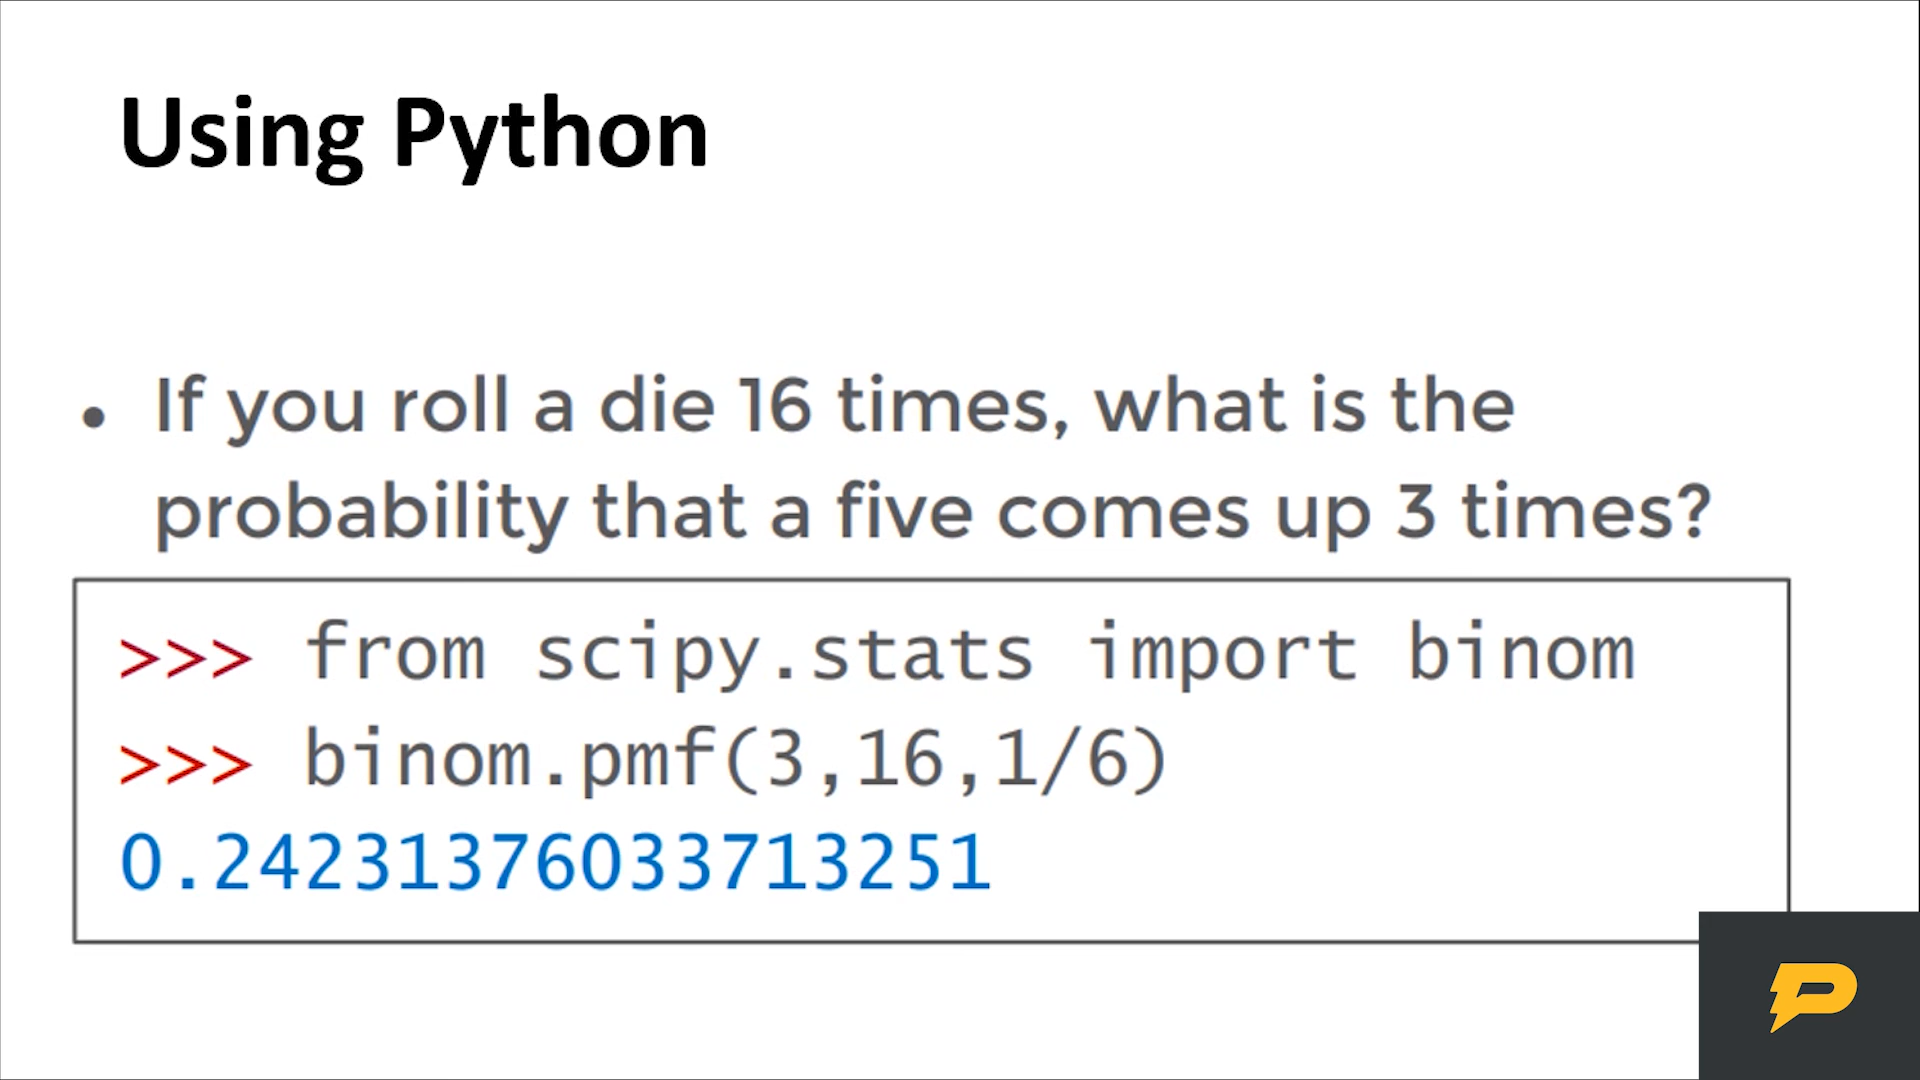 Using Python
• If you roll a die 16 times, what is the
probability that a five comes up 3 times?
>>> from scipy.stats import binom
>>> binom.pmf(3,16,1/6)
0.24231376033713251
P